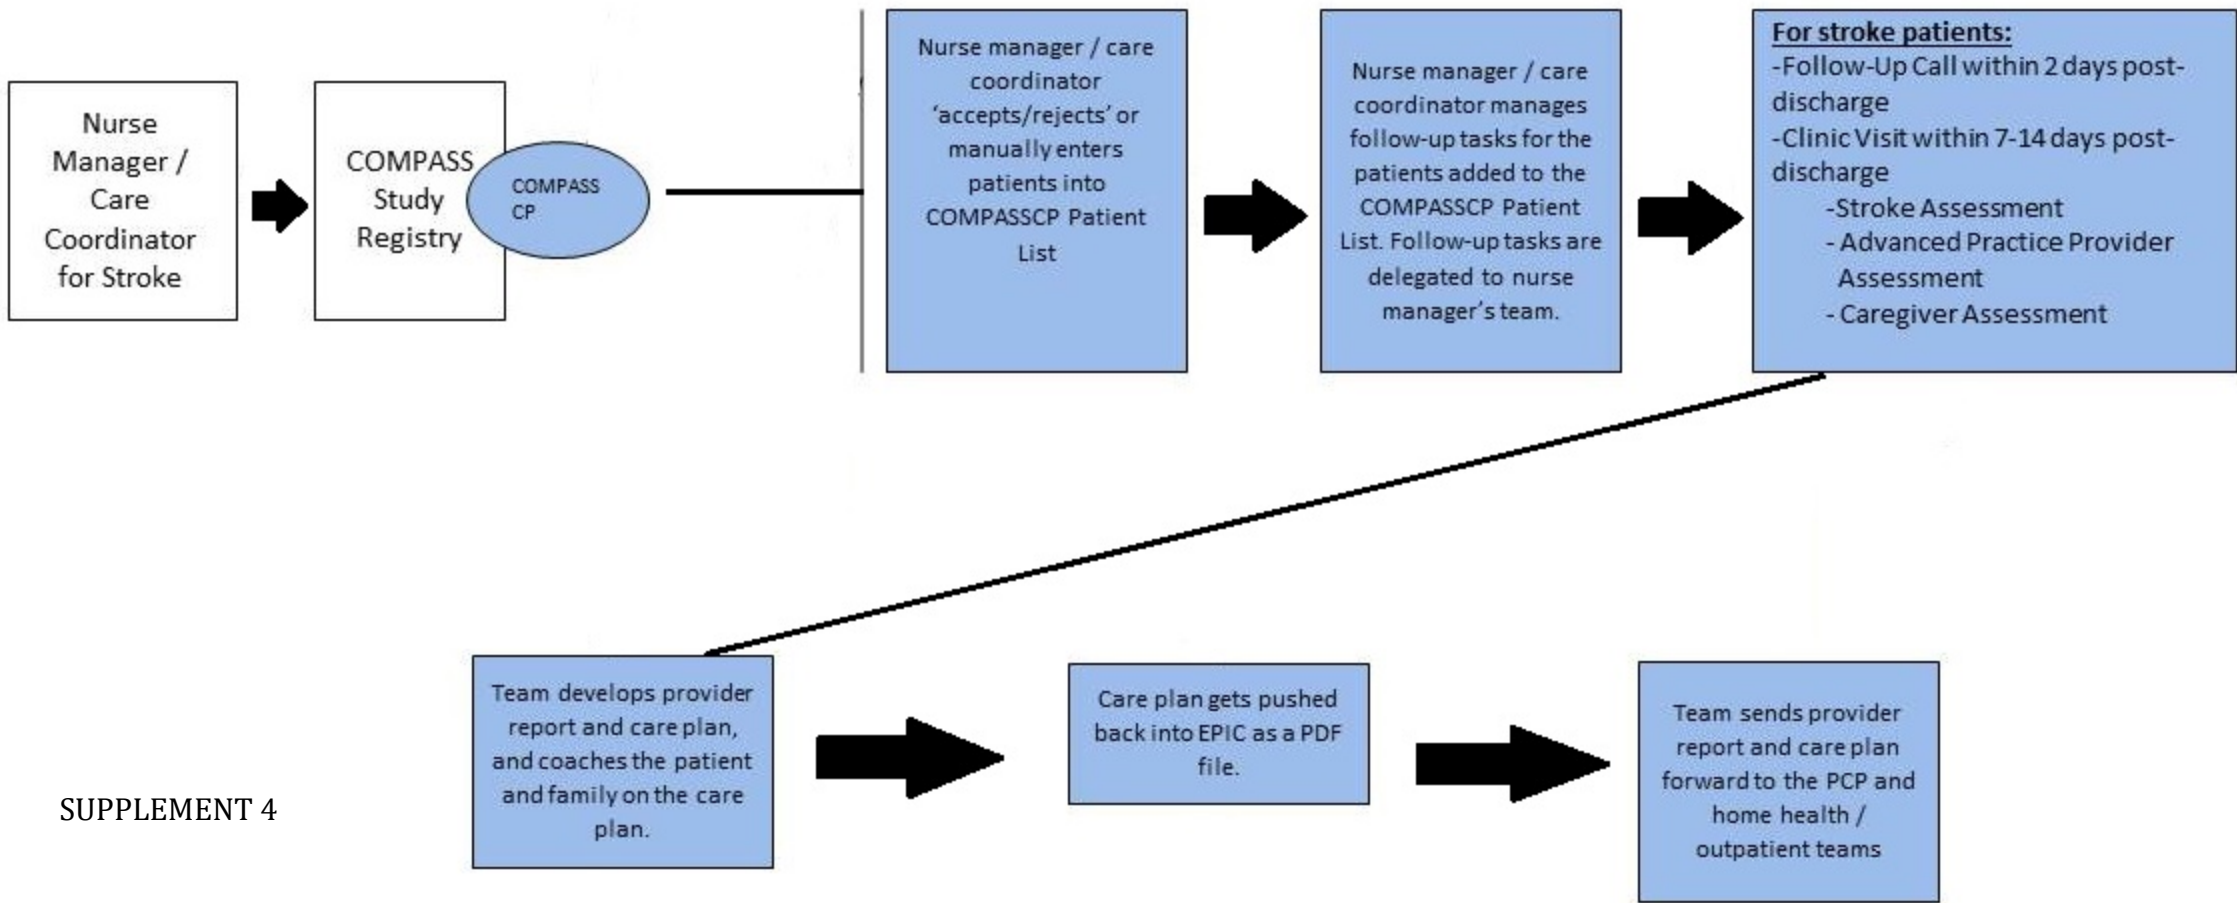 Nurse
Manager /
Care
Coordinator
for Stroke
COMPASS
Study
Registry
COMPASS
CP
Nurse manager / care
coordinator
‘accepts/rejects’ or
manually enters
patients into
COMPASSCP Patient
List
Nurse manager / care
coordinator manages
follow-up tasks for the
patients added to the
COMPASSCP Patient
List. Follow-up tasks are
delegated to nurse
manager’s team.
For stroke patients:
-Follow-Up Call within 2 days post-
discharge
-Clinic Visit within 7-14 days post-
discharge
-Stroke Assessment
- Advanced Practice Provider
Assessment
- Caregiver Assessment
Team develops provider
report and care plan,
and coaches the patient
and family on the care
plan.
Care plan gets pushed
back into EPIC as a PDF
file.
Team sends provider
report and care plan
forward to the PCP and
home health /
outpatient teams
SUPPLEMENT 4